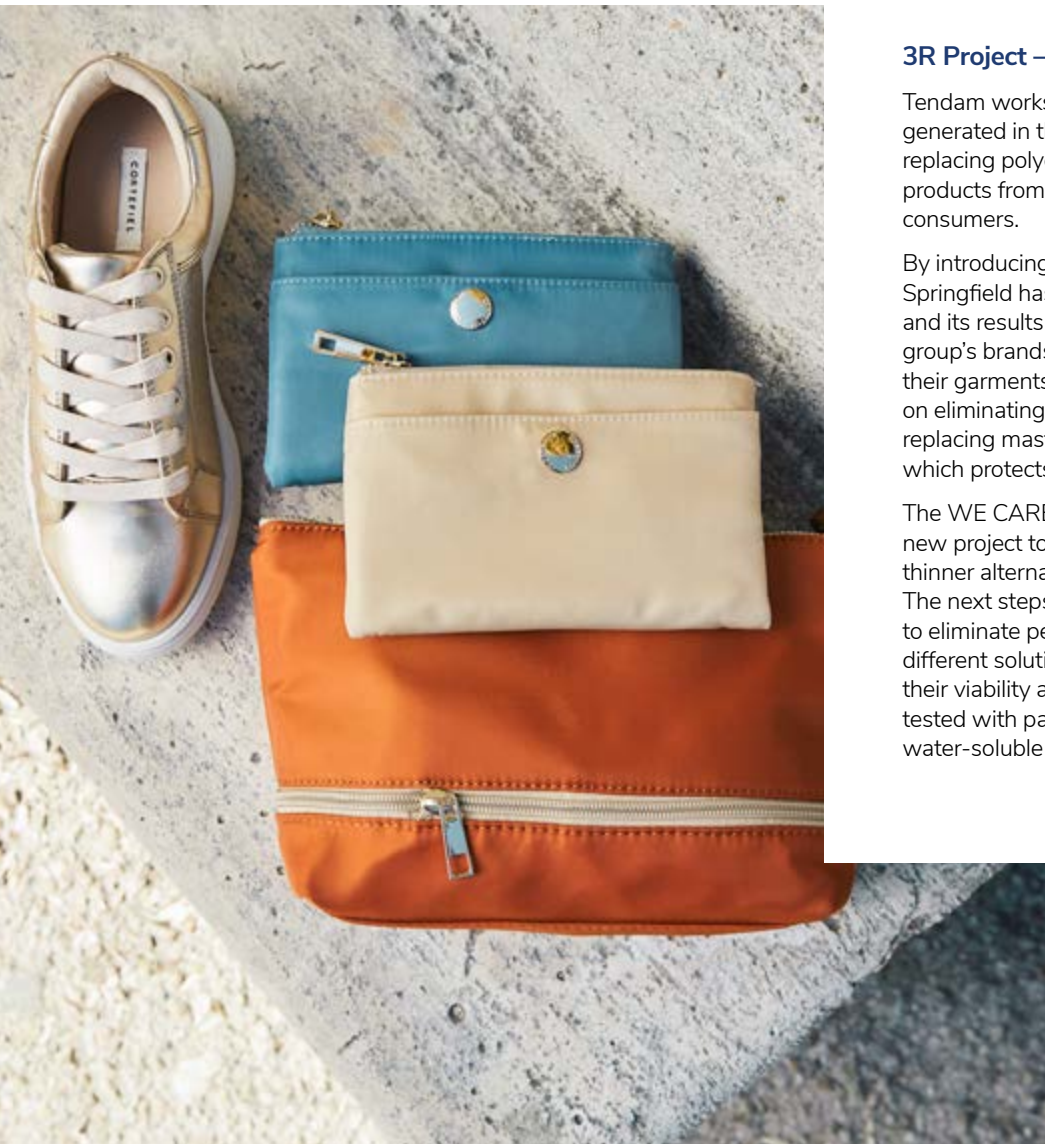 CORTEFIEL
3R Project –
Tendam works
generated in t
replacing poly
products from
consumers.
By introducing
Springfield has
and its results
group’s brands
their garments
on eliminating
replacing mas
which protects
The WE CARE
new project to
thinner alterna
The next steps
to eliminate pe
different soluti
their viability a
tested with pa
water-soluble